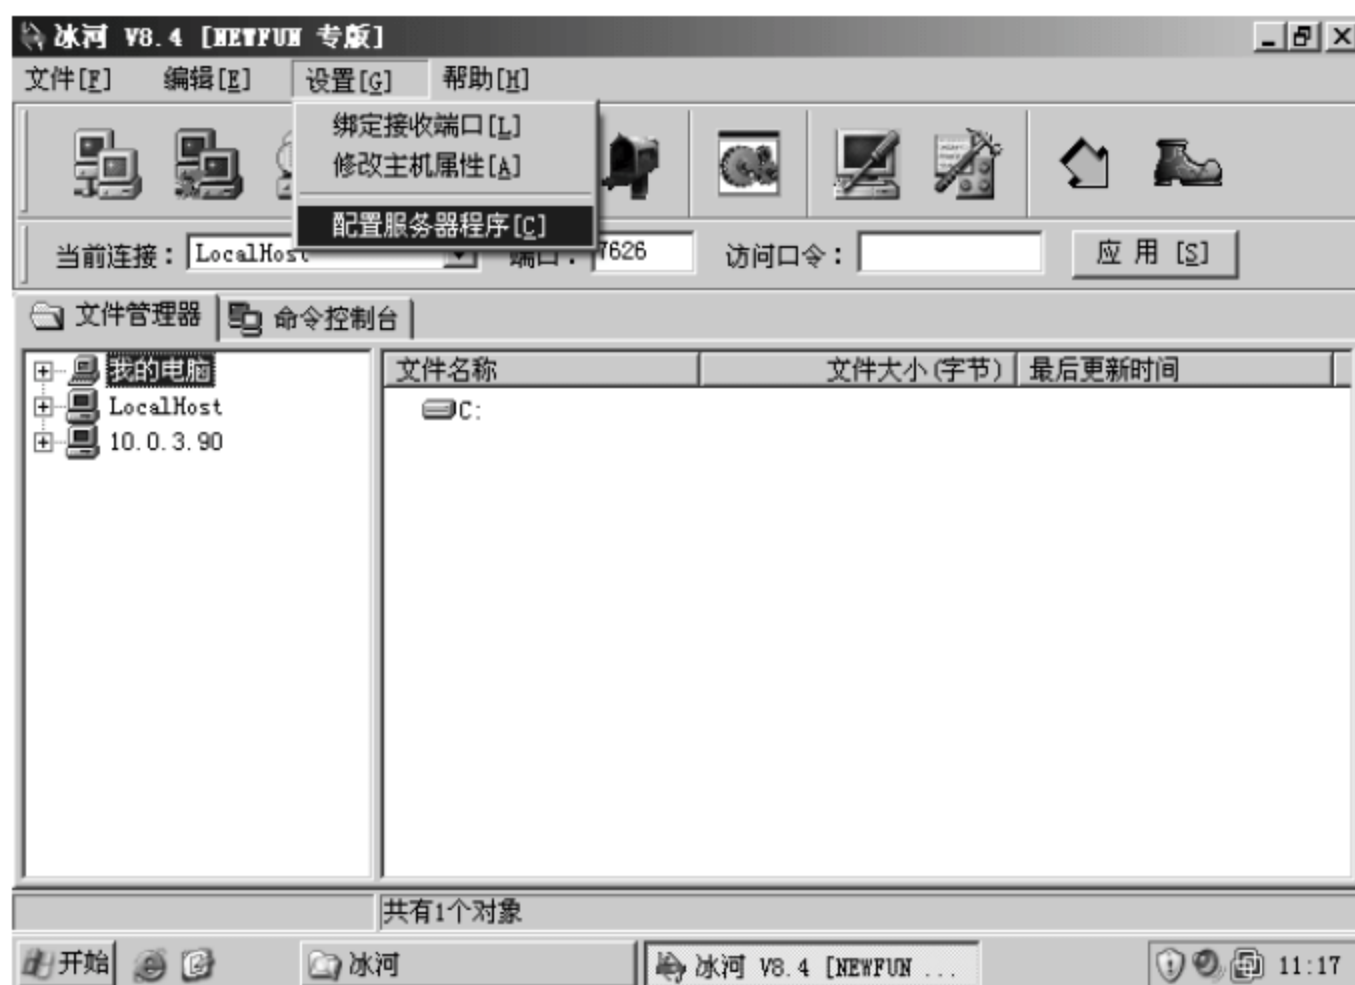 冰河 V8.4 [NEWFUN 专版]
文件[F] 编辑[E] 设置[G] 帮助[H]
绑定接收端口[L]
修改主机属性[A]
配置服务器程序[C]
当前连接： LocalHost 端口： 7626 访问口令： 应 用 [S]
文件管理器 命令控制台
我的电脑 文件名称 文件大小(字节) 最后更新时间
LocalHost C:
10.0.3.90
共有1个对象
开始 冰河 冰河 V8.4 [NEWFUN ... 11:17